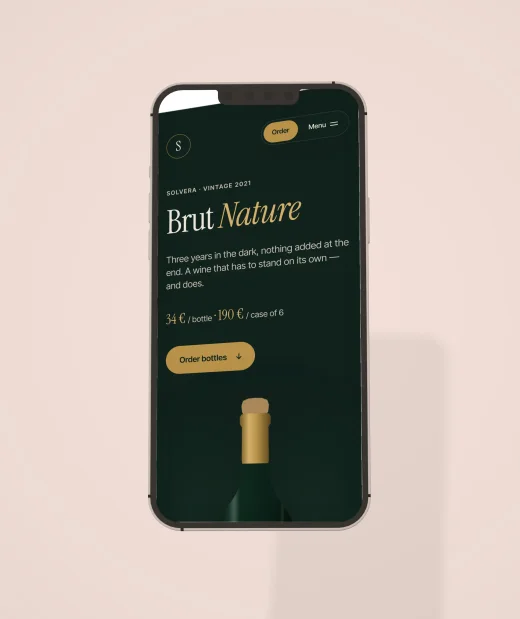 Order
Menu
S
SOLVERA · VINTAGE 2021
Brut Nature
Three years in the dark, nothing added at the
end. A wine that has to stand on its own —
and does.
34 € / bottle · 190 € / case of 6
Order bottles ↓